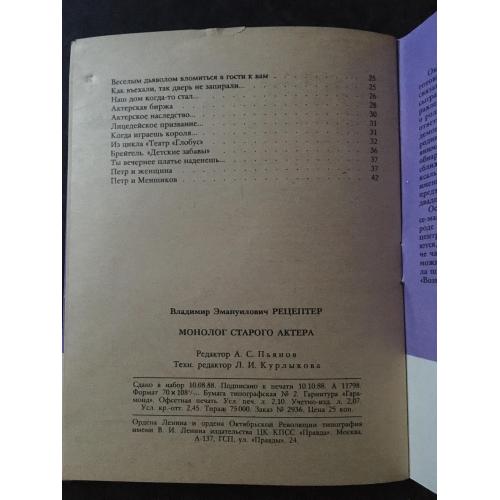 Веселым дьяволом вломиться в гости к вам 25
Как въехали, так дверь не запирали... 25
Наш дом когда-то стал... 26
Актерская биржа 28
Актерское наследство... 30
Лицедейское призвание... 31
Когда играешь короля... 31
Из цикла «Театр «Глобус» 32
Брейгель. «Детские забавы» 36
Ты вечернее платье наденешь... 37
Петр и женщина 37
Петр и Меншиков 42
Владимир Эмануилович РЕЦЕПТЕР
МОНОЛОГ СТАРОГО АКТЕРА
Редактор А. С. Пьянов
Техн. редактор Л. И. Курлыкова
Сдано в набор 10.08.88. Подписано к печати 10.10.88. А 11798.
Формат 70 х 108¹/₃₂. Бумага типографская № 2. Гарнитура «Гара-
монд». Офсетная печать. Усл. печ. л. 2,10. Учетно-изд. л. 2,07.
Усл. кр.-отт. 2,45. Тираж 75 000. Заказ № 2936. Цена 25 коп.
Ордена Ленина и ордена Октябрьской Революции типография
имени В. И. Ленина издательства ЦК КПСС «Правда». Москва,
А-137, ГСП, ул. «Правды», 24.